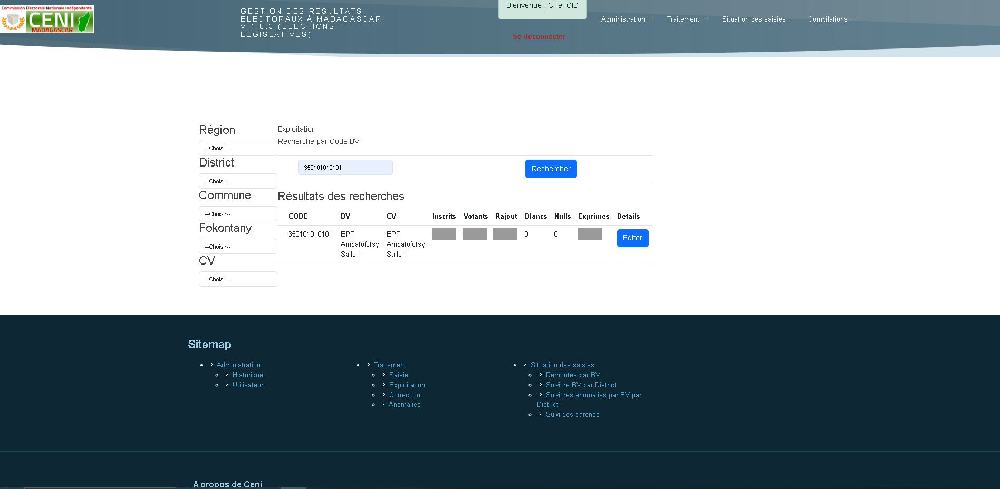 Commission Electorale Nationale Indépendante
CENI
MADAGASCAR
GESTION DES RÉSULTATS
ÉLECTORAUX À MADAGASCAR
V 1.0.3 (ELECTIONS
LEGISLATIVES)
Bienvenue , CHef CID
Se deconnecter
Administration
Traitement
Situation des saisies
Compilations
Région
--Choisir--
District
--Choisir--
Commune
--Choisir--
Fokontany
--Choisir--
CV
--Choisir--
Exploitation
Recherche par Code BV
350101010101
Rechercher
Résultats des recherches
CODE BV CV Inscrits Votants Rajout Blancs Nulls Exprimes Details
350101010101 EPP EPP 0 0 Editer
Ambatofotsy Ambatofotsy
Salle 1 Salle 1
Sitemap
Administration
Historique
Utilisateur
Traitement
Saisie
Exploitation
Correction
Anomalies
Situation des saisies
Remontée par BV
Suivi de BV par District
Suivi des anomalies par BV par
District
Suivi des carence
A propos de Ceni